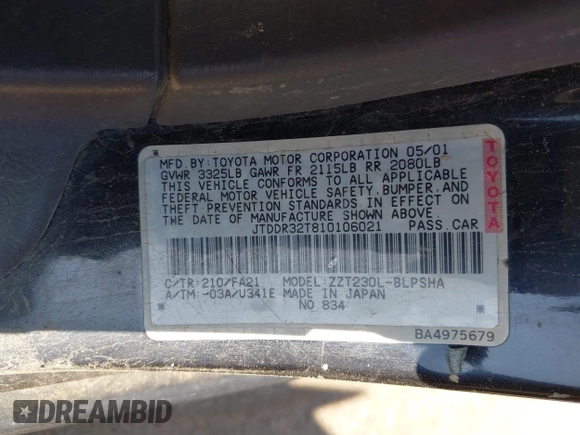 MFD.BY:TOYOTA MOTOR CORPORATION 05/01
GVWR 3325LB GAWR FR 2115LB RR 2080LB
THIS VEHICLE CONFORMS TO ALL APPLICABLE
FEDERAL MOTOR VEHICLE SAFETY,BUMPER,AND
THEFT PREVENTION STANDARDS IN EFFECT ON
THE DATE OF MANUFACTURE SHOWN ABOVE.
JTDDR32T810106021 PASS.CAR
TOYOTA
C/TR:210/FA21 MODEL:ZZT230L-BLPSHA
A/TM:-03A/U341E MADE IN JAPAN
NO.834
BA4975679
DREAMBID